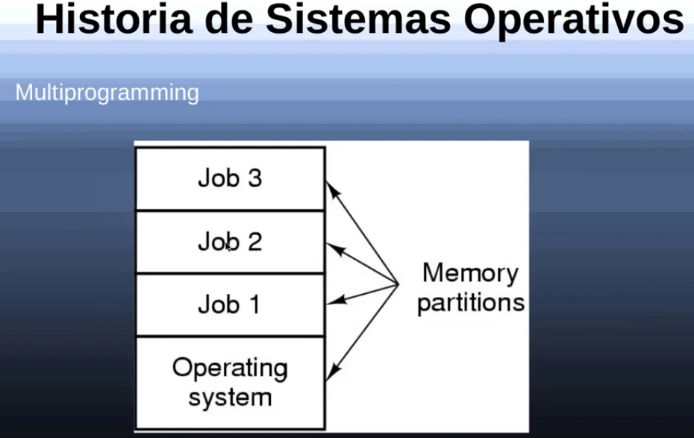 Historia de Sistemas Operativos
Multiprogramming
Job 3
Job 2
Job 1
Operating
system
Memory
partitions